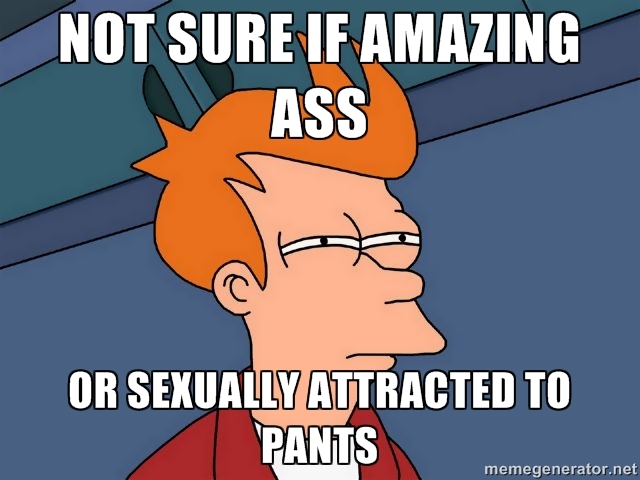 NOT SURE IF AMAZING
ASS
OR SEXUALLY ATTRACTED TO
PANTS
memegenerator.net